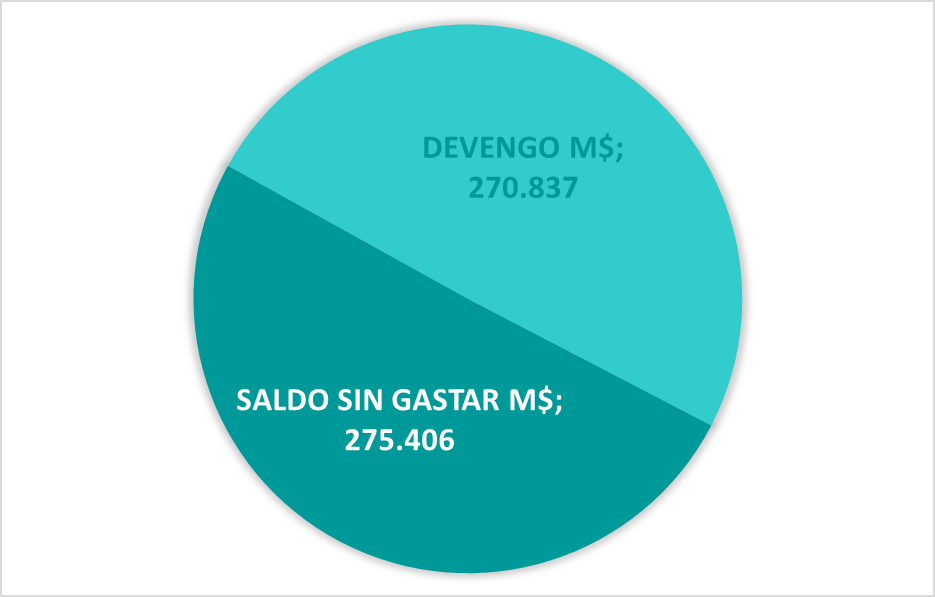 DEVENGO M$;
270.837
SALDO SIN GASTAR M$;
275.406